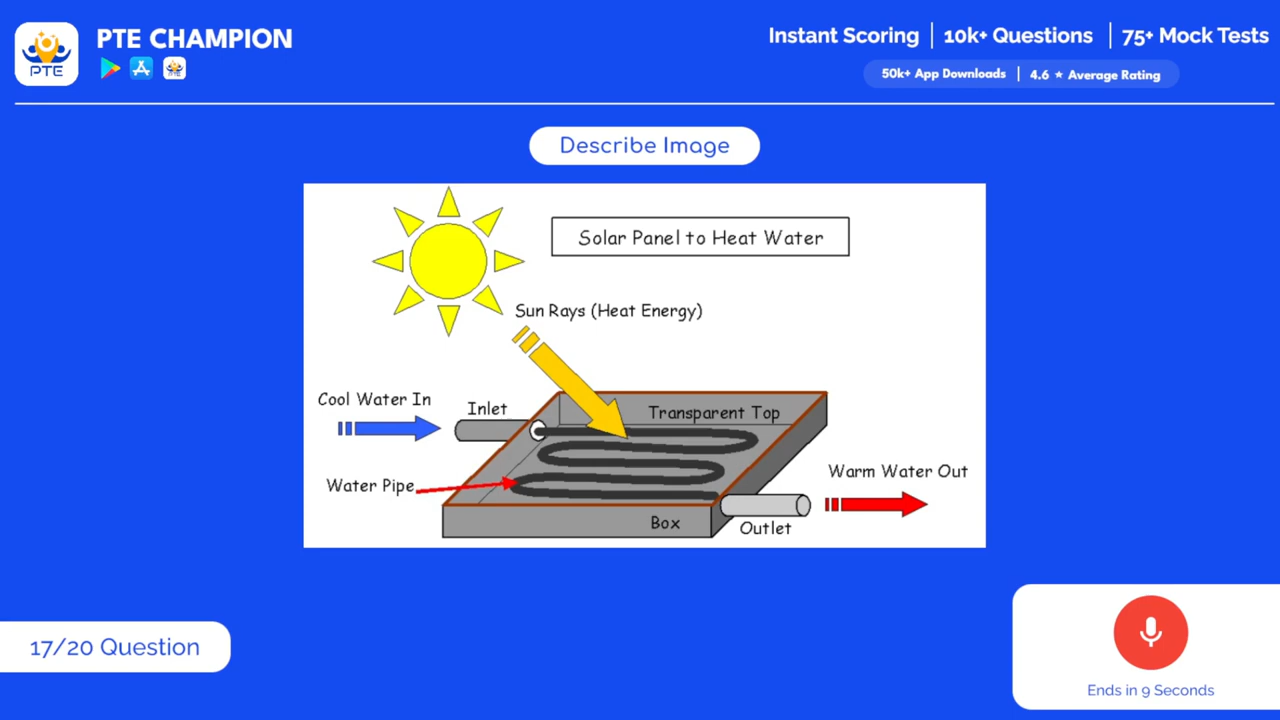 PTE CHAMPION
PTE
Instant Scoring | 10k+ Questions | 75+ Mock Tests
50k+ App Downloads | 4.6 ★ Average Rating
Describe Image
Solar Panel to Heat Water
Sun Rays (Heat Energy)
Cool Water In
Inlet
Transparent Top
Water Pipe
Warm Water Out
Box
Outlet
17/20 Question
Ends in 9 Seconds